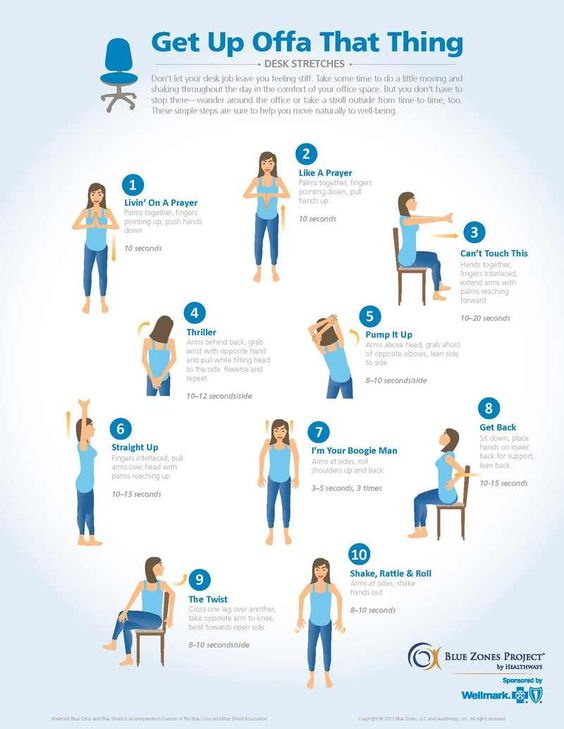 Get Up Offa That Thing
• DESK STRETCHES •
Don't let your desk job leave you feeling stiff. Take some time to do a little moving and
shaking throughout the day in the comfort of your office space. But you don't have to
stop there—wander around the office or take a stroll outside from time-to-time, too.
These simple steps are sure to help you move naturally to well-being.
1
Livin' On A Prayer
Palms together, fingers
pointing up, push hands
down.
10 seconds
2
Like A Prayer
Palms together, fingers
pointing down, pull
hands up.
10 seconds
3
Can't Touch This
Hands together,
fingers interlaced,
extend arms with
palms reaching
forward.
10–20 seconds
4
Thriller
Arms behind back, grab
wrist with opposite hand
and pull while tilting head
to the side. Reverse and
repeat.
10–12 seconds/side
5
Pump It Up
Arms above head, grab ahold
of opposite elbows, lean side
to side.
8–10 seconds/side
6
Straight Up
Fingers interlaced, pull
arms over head with
palms reaching up.
10–15 seconds
7
I'm Your Boogie Man
Arms at sides, roll
shoulders up and back.
3–5 seconds, 3 times
8
Get Back
Sit down, place
hands on lower
back for support,
lean back.
10-15 seconds
9
The Twist
Cross one leg over another,
take opposite arm to knee,
twist towards open side.
8–10 seconds/side
10
Shake, Rattle & Roll
Arms at sides, shake
hands out
8–10 seconds
BLUE ZONES PROJECT™
by HEALTHWAYS
Sponsored by
Wellmark
Wellmark Blue Cross and Blue Shield is an independent licensee of the Blue Cross and Blue Shield Association.
Copyright © 2012 Blue Zones, LLC and Healthways, Inc. All rights reserved.